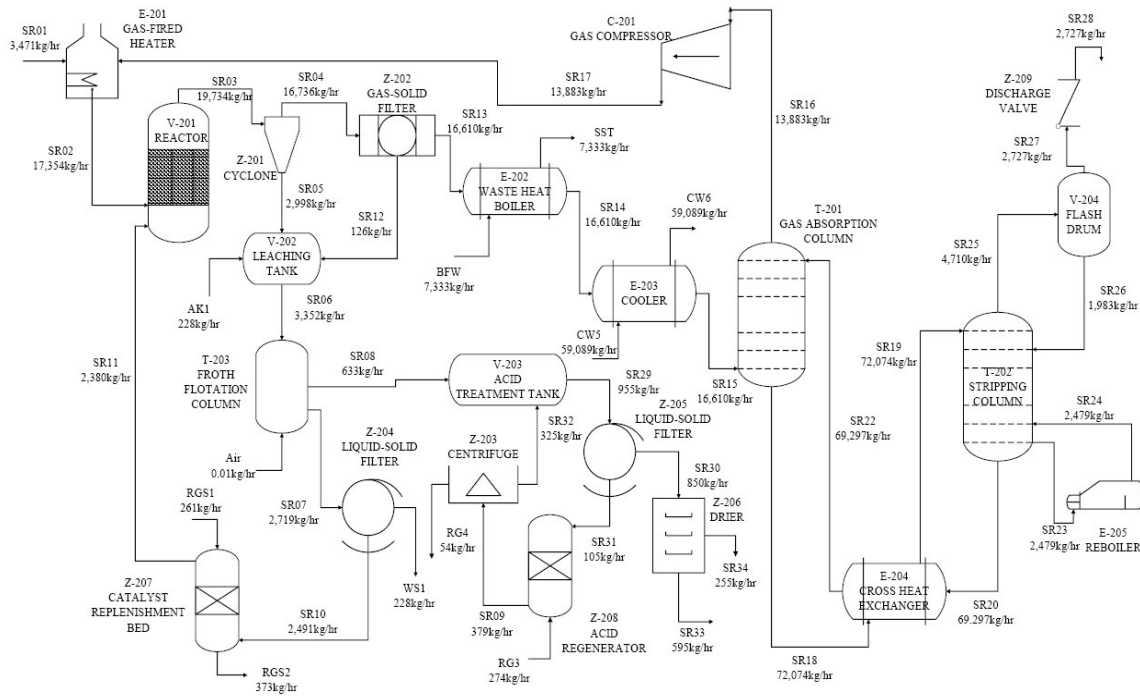 E-201
GAS-FIRED
HEATER
SR01
3,471kg/hr
C-201
GAS COMPRESSOR
SR28
2,727kg/hr
SR03
19,734kg/hr
SR04
16,736kg/hr
Z-202
GAS-SOLID
FILTER
SR17
13,883kg/hr
Z-209
DISCHARGE
VALVE
SR13
16,610kg/hr
SR16
13,883kg/hr
V-201
REACTOR
SST
7,333kg/hr
SR27
2,727kg/hr
SR02
17,354kg/hr
Z-201
CYCLONE
E-202
WASTE HEAT
BOILER
SR05
2,998kg/hr
CW6
59,089kg/hr
T-201
GAS ABSORPTION
COLUMN
V-204
FLASH
DRUM
SR12
126kg/hr
SR14
16,610kg/hr
V-202
LEACHING
TANK
SR25
4,710kg/hr
BFW
7,333kg/hr
E-203
COOLER
SR26
1,983kg/hr
AK1
228kg/hr
SR06
3,352kg/hr
CW5
59,089kg/hr
SR19
72,074kg/hr
SR11
2,380kg/hr
T-203
FROTH
FLOTATION
COLUMN
SR08
633kg/hr
V-203
ACID
TREATMENT TANK
SR29
955kg/hr
SR15
16,610kg/hr
T-202
STRIPPING
COLUMN
SR24
2,479kg/hr
SR22
69,297kg/hr
SR32
325kg/hr
Z-205
LIQUID-SOLID
FILTER
Z-204
LIQUID-SOLID
FILTER
Z-203
CENTRIFUGE
Air
0.01kg/hr
SR30
850kg/hr
RGS1
261kg/hr
SR07
2,719kg/hr
Z-206
DRIER
SR23
2,479kg/hr
E-205
REBOILER
RG4
54kg/hr
SR31
105kg/hr
SR34
255kg/hr
WS1
228kg/hr
Z-207
CATALYST
REPLENISHMENT
BED
E-204
CROSS HEAT
EXCHANGER
SR20
69.297kg/hr
SR10
2,491kg/hr
SR09
379kg/hr
Z-208
ACID
REGENERATOR
SR33
595kg/hr
RG3
274kg/hr
SR18
72,074kg/hr
RGS2
373kg/hr